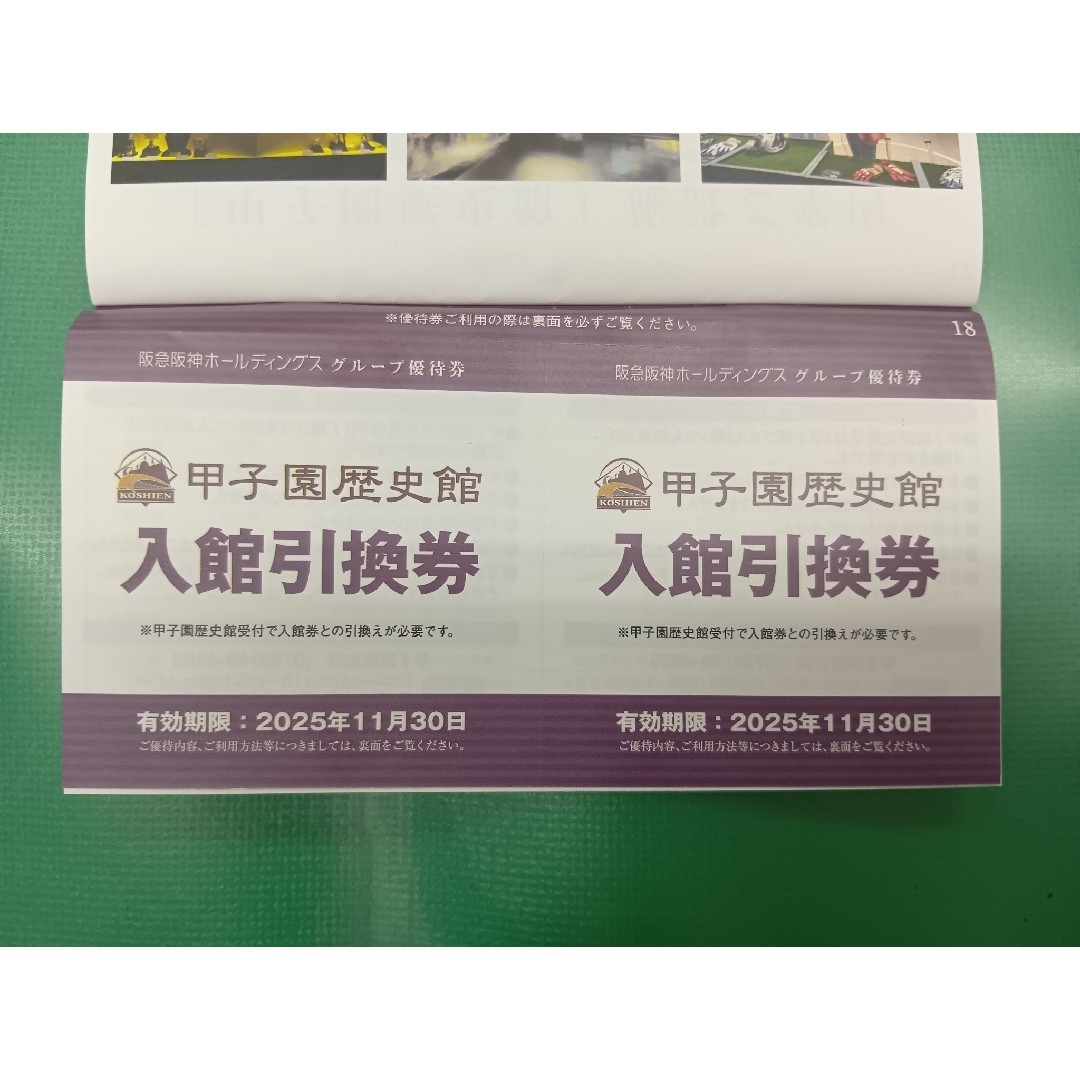 ※優待券ご利用の際は裏面を必ずご覧ください。
18
阪急阪神ホールディングス グループ優待券
KOSHIEN
甲子園歴史館
入館引換券
※甲子園歴史館受付で入館券との引換えが必要です。
有効期限：2025年11月30日
ご優待内容、ご利用方法等につきましては、裏面をご覧ください。
阪急阪神ホールディングス グループ優待券
KOSHIEN
甲子園歴史館
入館引換券
※甲子園歴史館受付で入館券との引換えが必要です。
有効期限：2025年11月30日
ご優待内容、ご利用方法等につきましては、裏面をご覧ください。